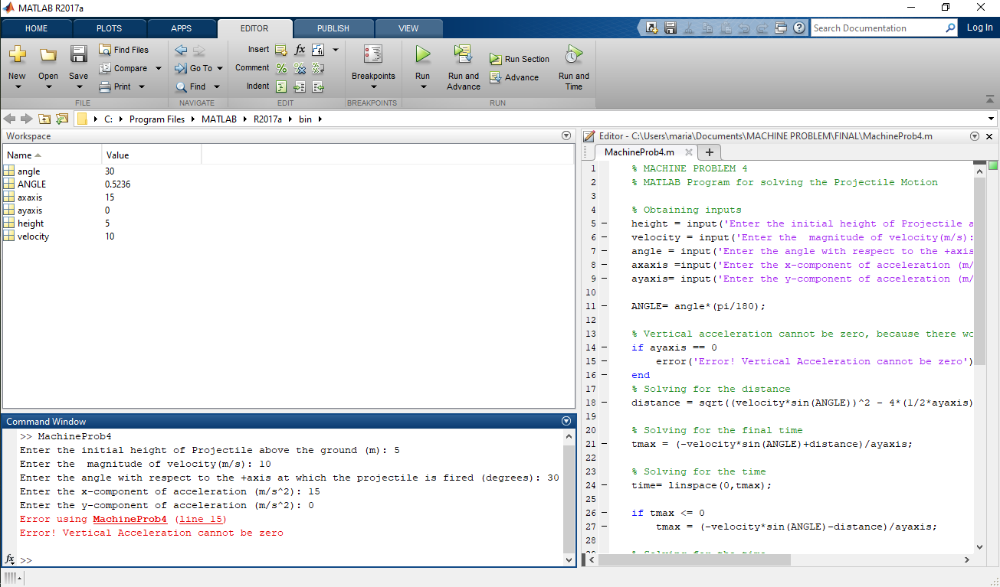 MATLAB R2017a
HOME PLOTS APPS EDITOR PUBLISH VIEW Search Documentation Log In
New Open Save Find Files Compare Print
FILE
Go To Find
NAVIGATE
Insert fx
Comment
Indent
EDIT
Breakpoints
BREAKPOINTS
Run Run and Advance Run Section Advance Run and Time
RUN
C: Program Files MATLAB R2017a bin
Workspace
Name Value
angle 30
ANGLE 0.5236
axaxis 15
ayaxis 0
height 5
velocity 10
Command Window
>> MachineProb4
Enter the initial height of Projectile above the ground (m): 5
Enter the  magnitude of velocity(m/s): 10
Enter the angle with respect to the +axis at which the projectile is fired (degrees): 30
Enter the x-component of acceleration (m/s^2): 15
Enter the y-component of acceleration (m/s^2): 0
Error using MachineProb4 (line 15)
Error! Vertical Acceleration cannot be zero
fx >>
Editor - C:\Users\maria\Documents\MACHINE PROBLEM\FINAL\MachineProb4.m
MachineProb4.m +
1 % MACHINE PROBLEM 4
2 % MATLAB Program for solving the Projectile Motion
3
4 % Obtaining inputs
5 – height = input('Enter the initial height of Projectile a
6 – velocity = input('Enter the  magnitude of velocity(m/s):
7 – angle = input('Enter the angle with respect to the +axis
8 – axaxis =input('Enter the x-component of acceleration (m/
9 – ayaxis= input('Enter the y-component of acceleration (m/
10
11 – ANGLE= angle*(pi/180);
12
13 % Vertical acceleration cannot be zero, because there wo
14 – if ayaxis == 0
15 – error('Error! Vertical Acceleration cannot be zero')
16 – end
17 % Solving for the distance
18 – distance = sqrt((velocity*sin(ANGLE))^2 - 4*(1/2*ayaxis)
19
20 % Solving for the final time
21 – tmax = (-velocity*sin(ANGLE)+distance)/ayaxis;
22
23 % Solving for the time
24 – time= linspace(0,tmax);
25
26 – if tmax <= 0
27 – tmax = (-velocity*sin(ANGLE)-distance)/ayaxis;
28
29 % Solving for the time